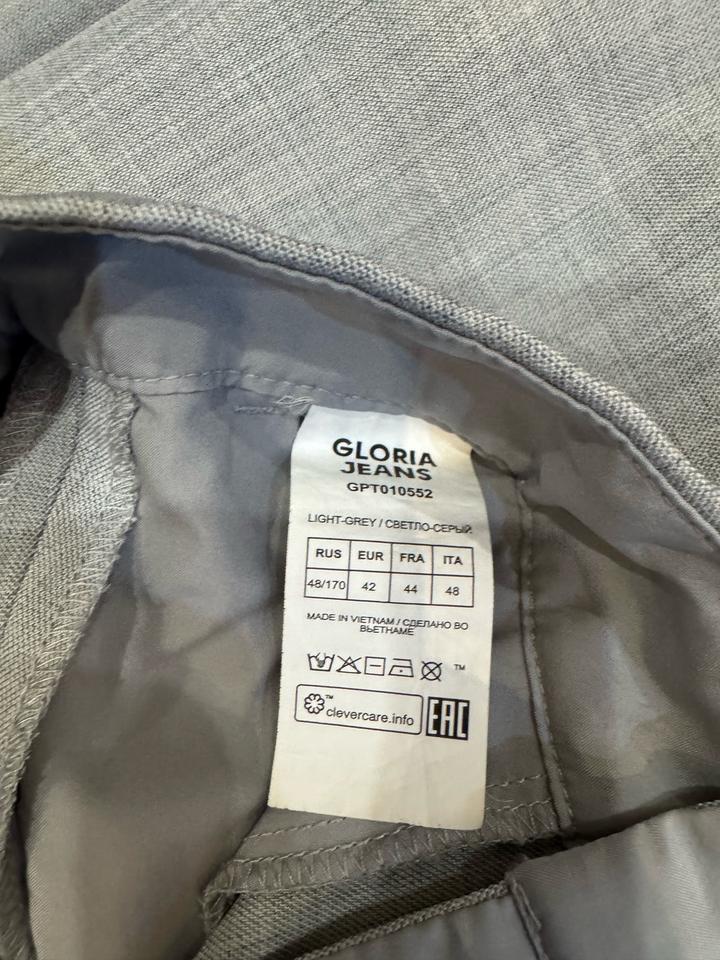 GLORIA
JEANS
GPT010552
LIGHT-GREY / СВЕТЛО-СЕРЫЙ
RUS EUR FRA ITA
48/170 42 44 48
MADE IN VIETNAM / СДЕЛАНО ВО
ВЬЕТНАМЕ
TM
TM clevercare.info EAC